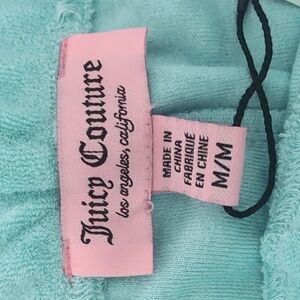 Juicy Couture
los angeles, california
MADE IN
CHINA
FABRIQUÉ
EN CHINE
M/M